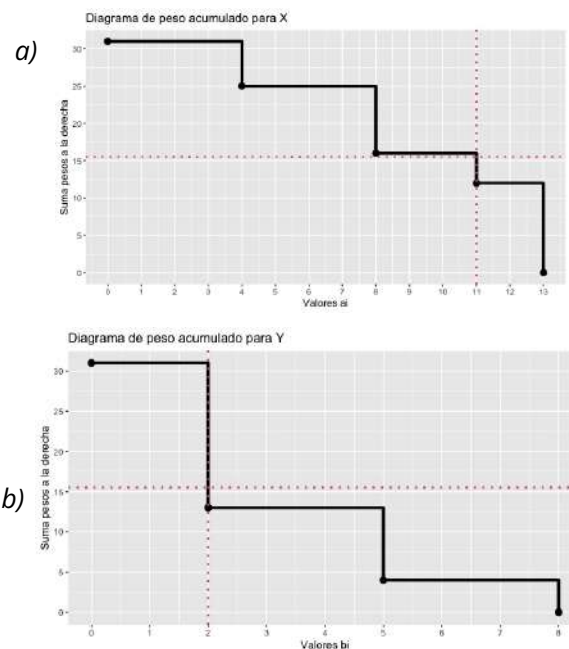 Diagrama de peso acumulado para X
a)
Suma pesos a la derecha
30
25
20
15
10
5
0
0 1 2 3 4 5 6 7 8 9 10 11 12 13
Valores ai
Diagrama de peso acumulado para Y
b)
Suma pesos a la derecha
30
25
20
15
10
5
0
0 1 2 3 4 5 6 7 8
Valores bi